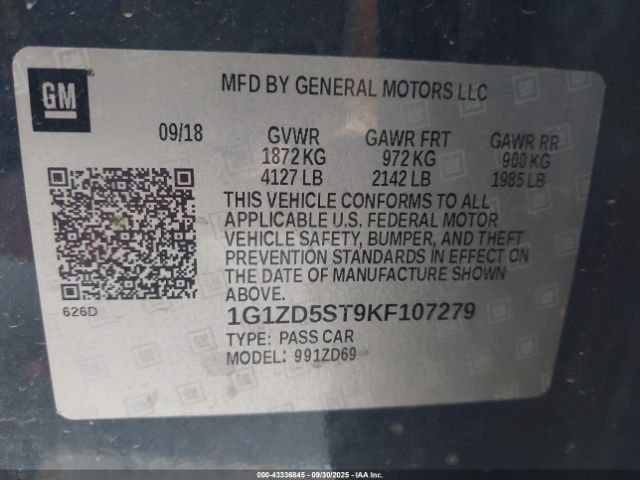 GM
MFD BY GENERAL MOTORS LLC
09/18 GVWR GAWR FRT GAWR RR
1872 KG 972 KG 900 KG
4127 LB 2142 LB 1985 LB
THIS VEHICLE CONFORMS TO ALL
APPLICABLE U.S. FEDERAL MOTOR
VEHICLE SAFETY, BUMPER, AND THEFT
PREVENTION STANDARDS IN EFFECT ON
THE DATE OF MANUFACTURE SHOWN
ABOVE.
626D
1G1ZD5ST9KF107279
TYPE: PASS CAR
MODEL: 991ZD69
000-43336845 - 09/30/2025 - IAA Inc.